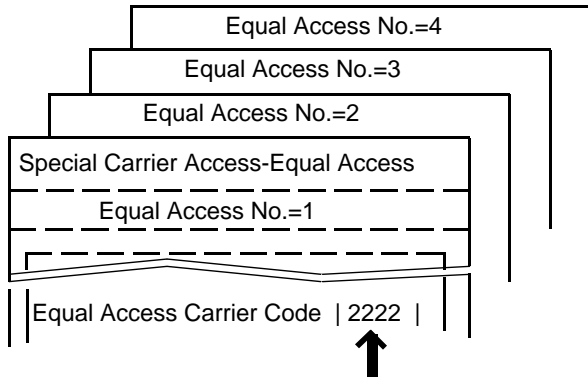 Equal Access No.=4
Equal Access No.=3
Equal Access No.=2
Special Carrier Access-Equal Access
Equal Access No.=1
Equal Access Carrier Code | 2222 |